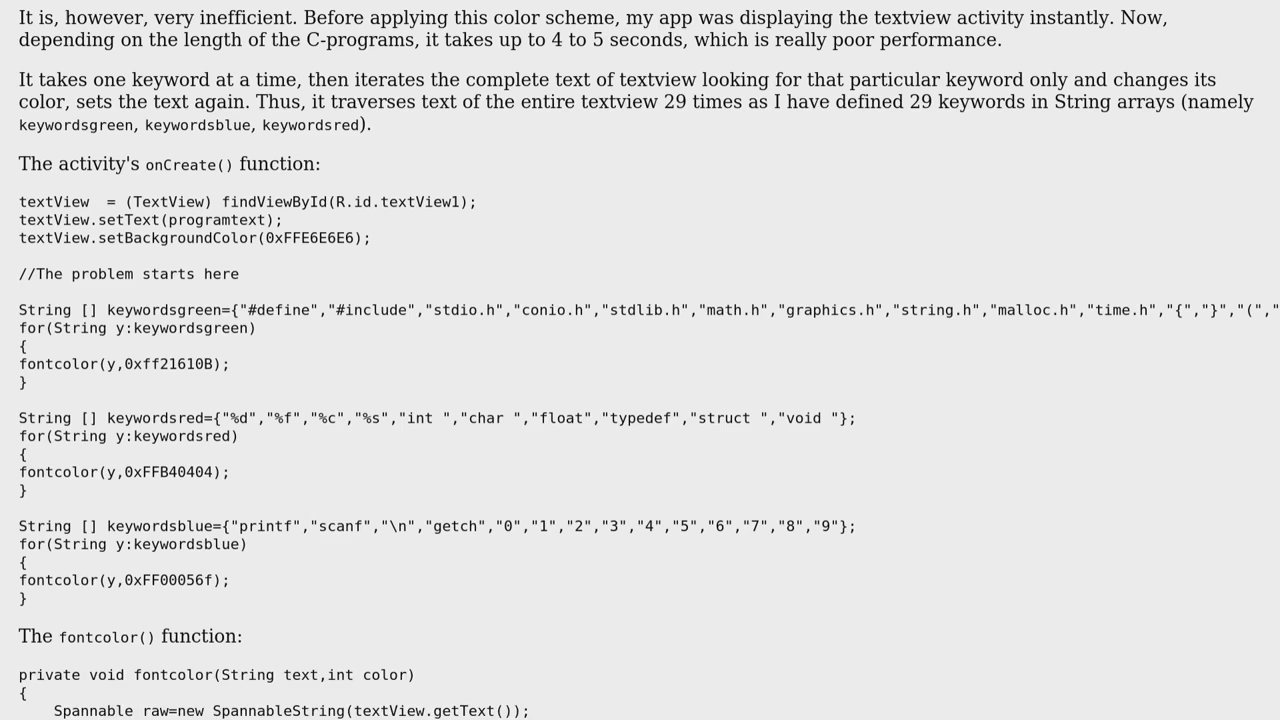 It is, however, very inefficient. Before applying this color scheme, my app was displaying the textview activity instantly. Now,
depending on the length of the C-programs, it takes up to 4 to 5 seconds, which is really poor performance.
It takes one keyword at a time, then iterates the complete text of textview looking for that particular keyword only and changes its
color, sets the text again. Thus, it traverses text of the entire textview 29 times as I have defined 29 keywords in String arrays (namely
keywordsgreen, keywordsblue, keywordsred).
The activity's onCreate() function:
textView  = (TextView) findViewById(R.id.textView1);
textView.setText(programtext);
textView.setBackgroundColor(0xFFE6E6E6);
//The problem starts here
String [] keywordsgreen={"#define","#include","stdio.h","conio.h","stdlib.h","math.h","graphics.h","string.h","malloc.h","time.h","{","}","(","
for(String y:keywordsgreen)
{
fontcolor(y,0xff21610B);
}
String [] keywordsred={"%d","%f","%c","%s","int ","char ","float","typedef","struct ","void "};
for(String y:keywordsred)
{
fontcolor(y,0xFFB40404);
}
String [] keywordsblue={"printf","scanf","\n","getch","0","1","2","3","4","5","6","7","8","9"};
for(String y:keywordsblue)
{
fontcolor(y,0xFF00056f);
}
The fontcolor() function:
private void fontcolor(String text,int color)
{
    Spannable raw=new SpannableString(textView.getText());